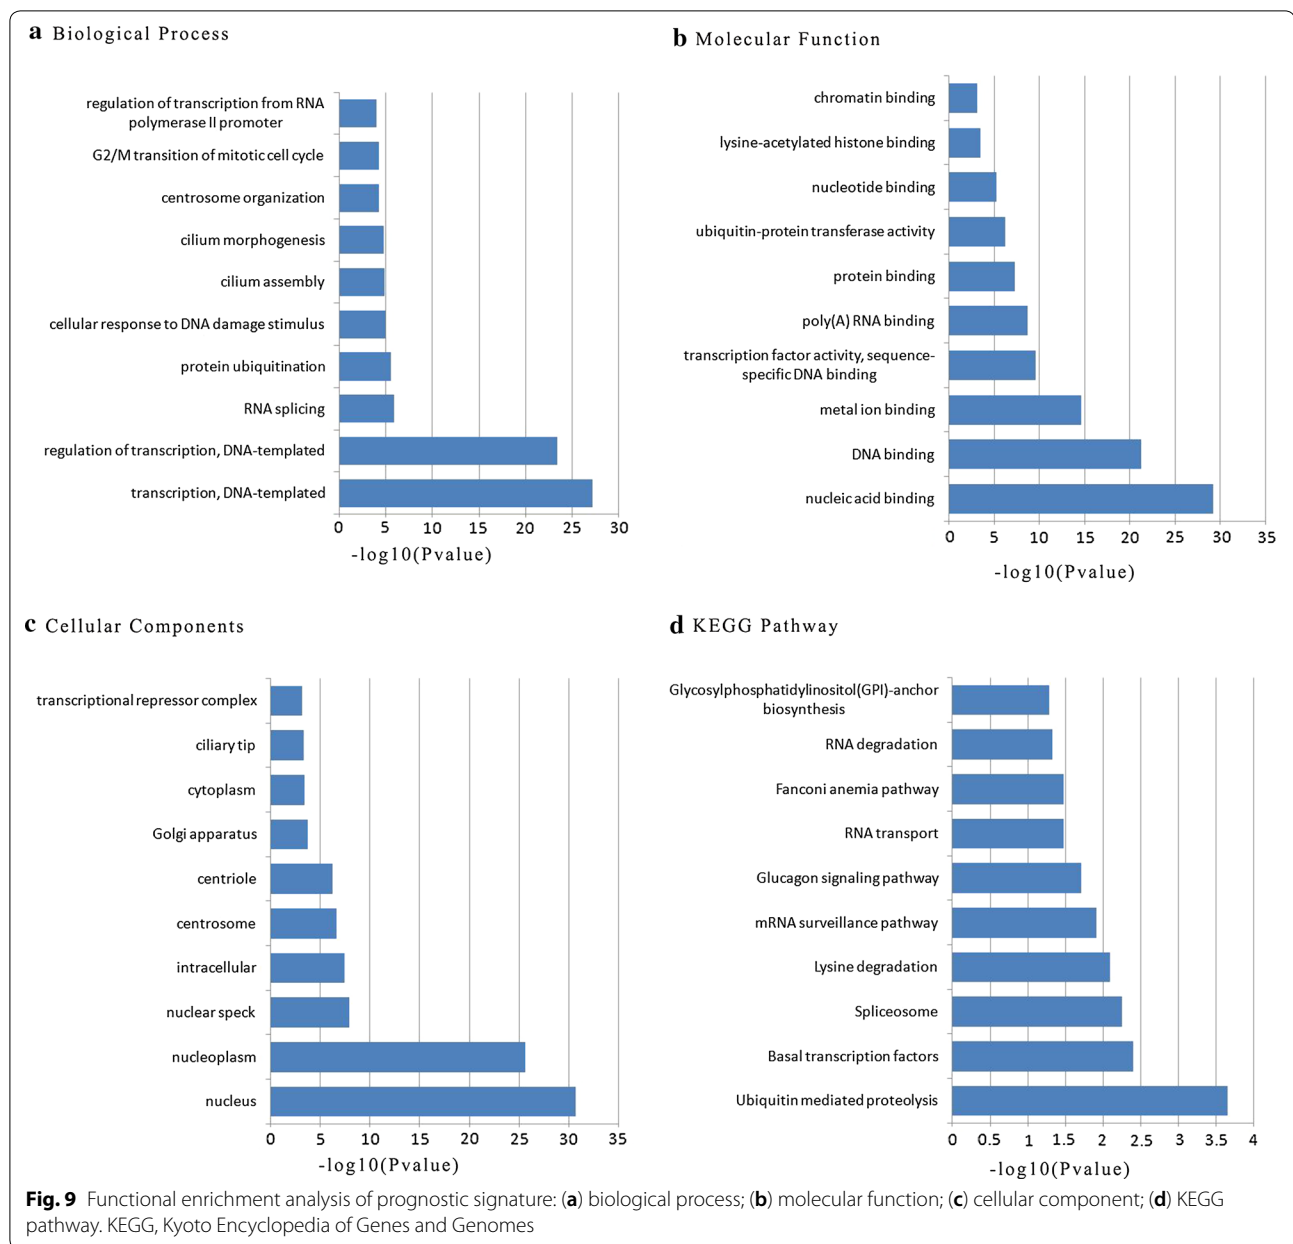 a Biological Process
regulation of transcription from RNA
polymerase II promoter
G2/M transition of mitotic cell cycle
centrosome organization
cilium morphogenesis
cilium assembly
cellular response to DNA damage stimulus
protein ubiquitination
RNA splicing
regulation of transcription, DNA-templated
transcription, DNA-templated
0 5 10 15 20 25 30
-log10(Pvalue)
b Molecular Function
chromatin binding
lysine-acetylated histone binding
nucleotide binding
ubiquitin-protein transferase activity
protein binding
poly(A) RNA binding
transcription factor activity, sequence-
specific DNA binding
metal ion binding
DNA binding
nucleic acid binding
0 5 10 15 20 25 30 35
-log10(Pvalue)
c Cellular Components
transcriptional repressor complex
ciliary tip
cytoplasm
Golgi apparatus
centriole
centrosome
intracellular
nuclear speck
nucleoplasm
nucleus
0 5 10 15 20 25 30 35
-log10(Pvalue)
d KEGG Pathway
Glycosylphosphatidylinositol(GPI)-anchor
biosynthesis
RNA degradation
Fanconi anemia pathway
RNA transport
Glucagon signaling pathway
mRNA surveillance pathway
Lysine degradation
Spliceosome
Basal transcription factors
Ubiquitin mediated proteolysis
0 0.5 1 1.5 2 2.5 3 3.5 4
-log10(Pvalue)
Fig. 9 Functional enrichment analysis of prognostic signature: (a) biological process; (b) molecular function; (c) cellular component; (d) KEGG
pathway. KEGG, Kyoto Encyclopedia of Genes and Genomes